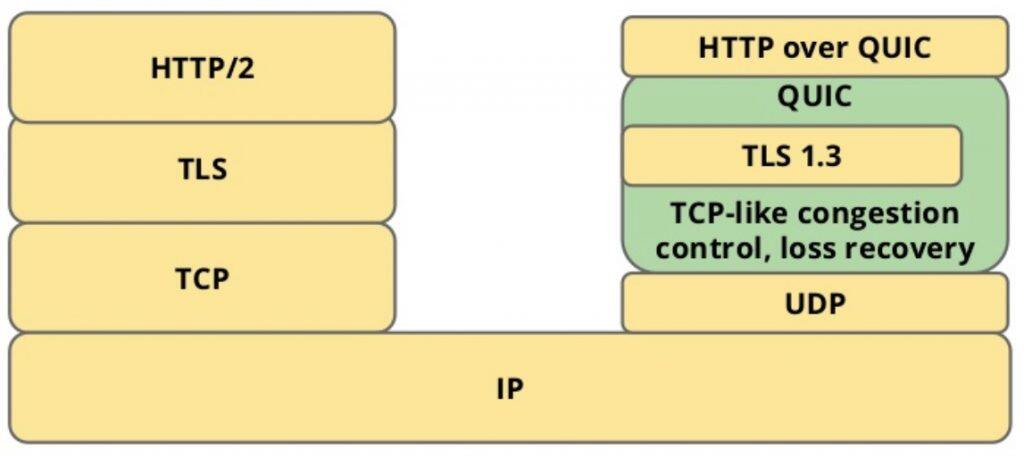 HTTP/2
TLS
TCP
HTTP over QUIC
QUIC
TLS 1.3
TCP-like congestion
control, loss recovery
UDP
IP